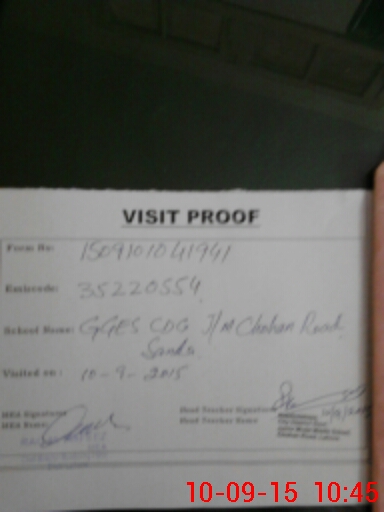 VISIT PROOF
Form No: 1509101041941
Emiscode: 35220554
School Name: GGES CDG J/M Chohan Road
Sanda
Visited on : 10-9-2015
MEA Signature
MEA Name
Head Teacher Signature
Head Teacher Name
10-09-15 10:45